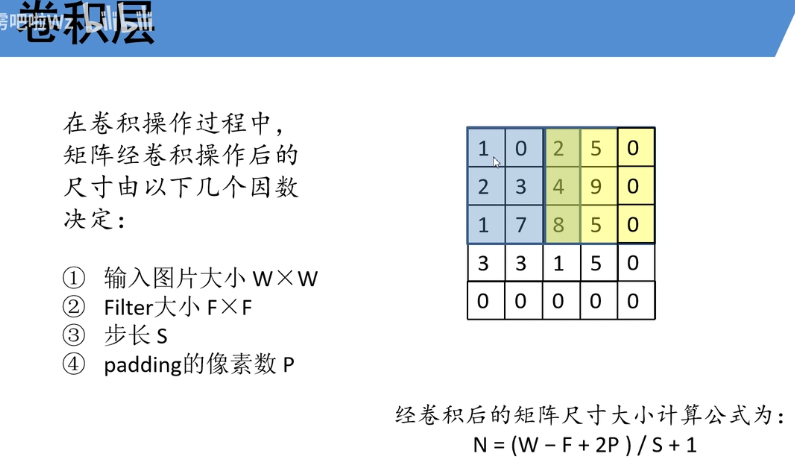 卷积层
bilibili
在卷积操作过程中，
矩阵经卷积操作后的
尺寸由以下几个因数
决定：
① 输入图片大小 W×W
② Filter大小 F×F
③ 步长 S
④ padding的像素数 P
1 0 2 5 0
2 3 4 9 0
1 7 8 5 0
3 3 1 5 0
0 0 0 0 0
经卷积后的矩阵尺寸大小计算公式为：
N = (W − F + 2P ) / S + 1